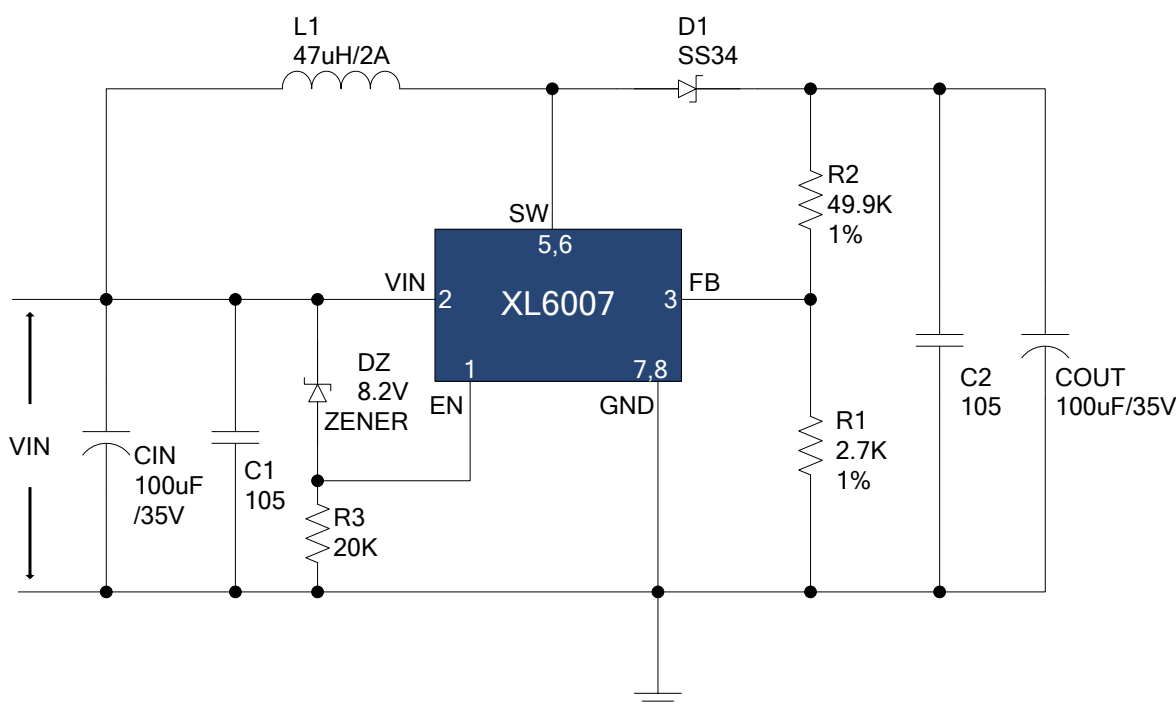 L1
47uH/2A
D1
SS34
R2
49.9K
1%
SW
5,6
VIN
2
XL6007
3
FB
1
7,8
EN
GND
DZ
8.2V
ZENER
C2
105
COUT
100uF/35V
R1
2.7K
1%
VIN
CIN
100uF
/35V
C1
105
R3
20K